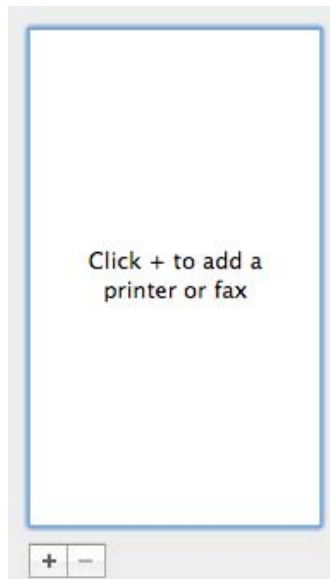 Click + to add a
printer or fax
+ −